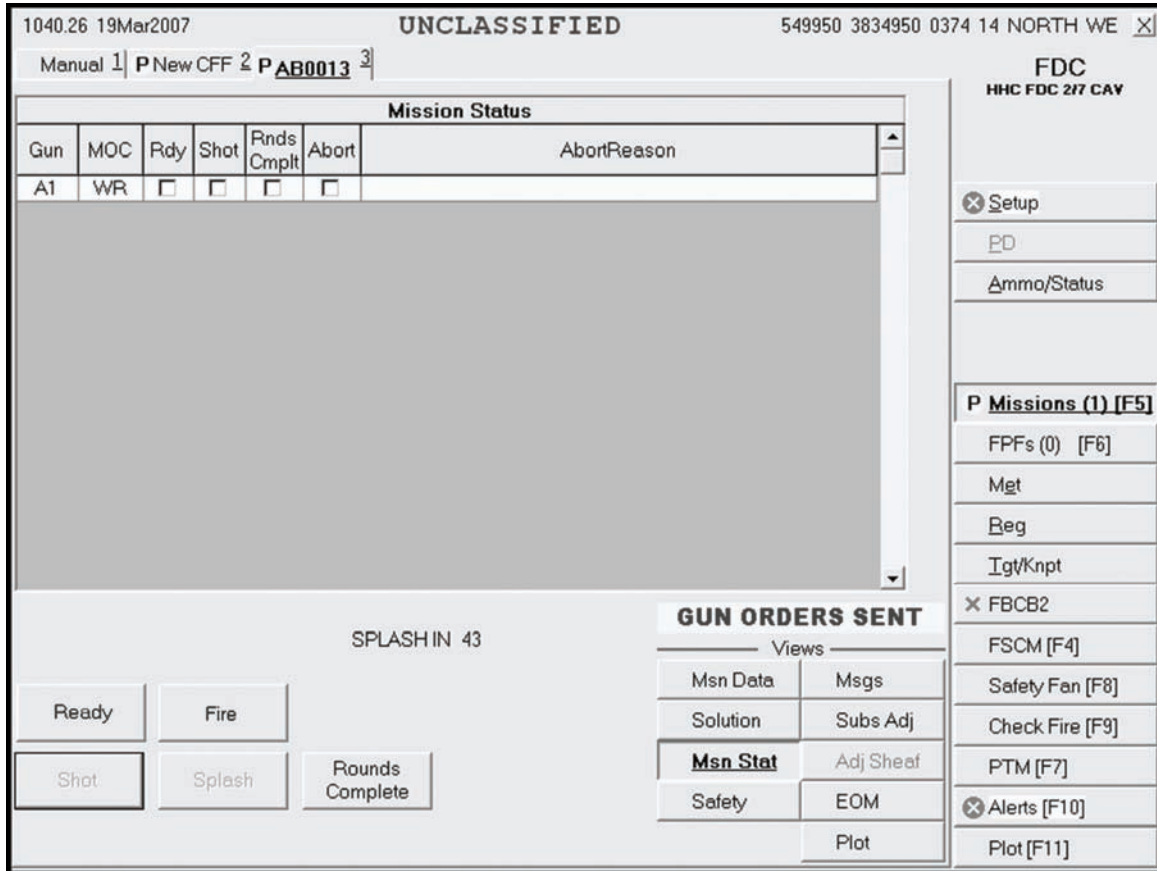 1040.26 19Mar2007 UNCLASSIFIED 549950 3834950 0374 14 NORTH WE X
Manual 1 P New CFF 2 P AB0013 3
FDC
HHC FDC 2/7 CAV
Mission Status
Gun MOC Rdy Shot Rnds Cmplt Abort AbortReason
A1 WR
Setup
PD
Ammo/Status
P Missions (1) [F5]
FPFs (0) [F6]
Met
Reg
Tgt/Knpt
FBCB2
FSCM [F4]
Safety Fan [F8]
Check Fire [F9]
PTM [F7]
Alerts [F10]
Plot [F11]
GUN ORDERS SENT
SPLASH IN 43
Views
Msn Data Msgs
Solution Subs Adj
Msn Stat Adj Sheaf
Safety EOM
Plot
Ready Fire
Shot Splash Rounds Complete